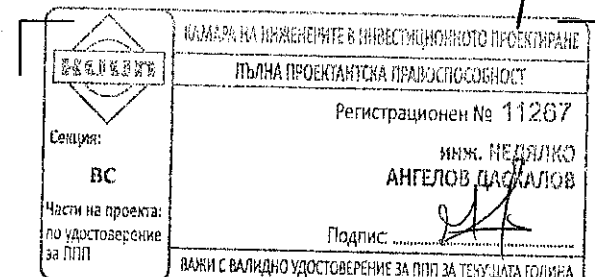 КАМАРА НА ИНЖЕНЕРИТЕ В ИНВЕСТИЦИОННОТО ПРОЕКТИРАНЕ
ПЪЛНА ПРОЕКТАНТСКА ПРАВОСПОСОБНОСТ
КИИП
Регистрационен № 11267
Секция:
ВС
инж. НЕДЯЛКО
АНГЕЛОВ ДАСКАЛОВ
Части на проекта:
по удостоверение
за ППП
Подпис:
ВАЖИ С ВАЛИДНО УДОСТОВЕРЕНИЕ ЗА ППП ЗА ТЕКУЩАТА ГОДИНА